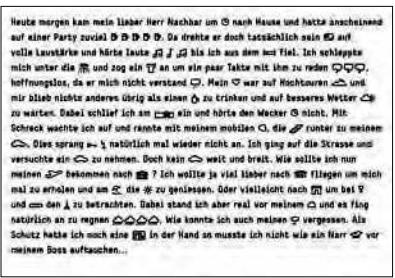 Heute morgen kam mein lieber Herr Nachbar um nach Hause und hatte anscheinend
auf einer Party zuviel. Da drehte er doch tatsächlich sein auf
volle Lautstärke und hörte laute bis ich aus dem fiel. Ich schleppte
mich unter die und zog ein an um ein paar Takte mit ihm zu reden,
hoffnungslos, da er mich nicht verstand. Mein war auf Hochtouren und
mir blieb nichts anderes übrig als einen zu trinken und auf besseres Wetter
zu warten. Dabei schlief ich am ein und hörte den Wecker nicht. Mit
Schreck wachte ich auf und rannte mit meinem mobilen, die runter zu meinem
. Dies sprang natürlich mal wieder nicht an. Ich ging auf die Strasse und
versuchte ein zu nehmen. Doch kein weit und breit. Wie sollte ich nun
meinen bekommen nach ? Ich wollte ja viel lieber nach fliegen um mich
mal zu erholen und am die zu geniessen. Oder vielleicht nach um bei
und den zu betrachten. Dabei stand ich aber real vor meinem und es fing
natürlich an zu regnen. Wie konnte ich auch meinen vergessen. Als
Schutz hatte ich noch eine in der Hand so musste ich nicht wie ein Narr vor
meinem Boss auftauchen...